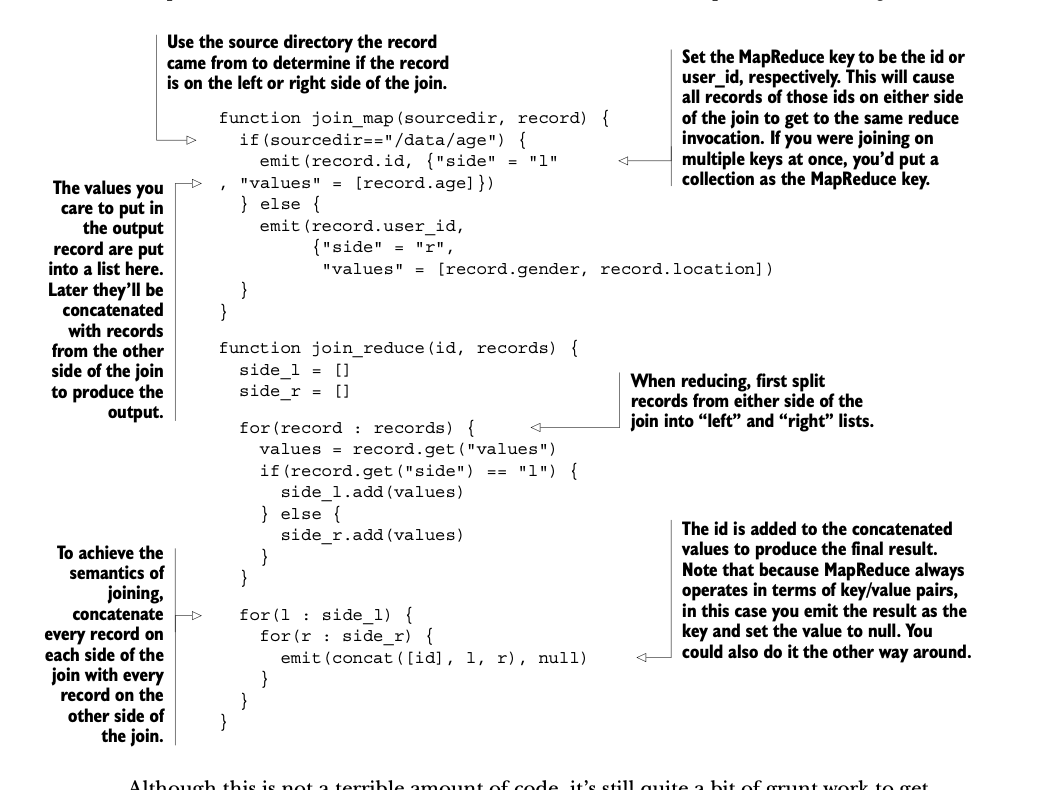 Use the source directory the record
came from to determine if the record
is on the left or right side of the join.
Set the MapReduce key to be the id or
user_id, respectively. This will cause
all records of those ids on either side
of the join to get to the same reduce
invocation. If you were joining on
multiple keys at once, you'd put a
collection as the MapReduce key.
The values you
care to put in
the output
record are put
into a list here.
Later they'll be
concatenated
with records
from the other
side of the join
to produce the
output.
function join_map(sourcedir, record) {
if(sourcedir=="/data/age") {
emit(record.id, {"side" = "l"
, "values" = [record.age]})
} else {
emit(record.user_id,
{"side" = "r",
"values" = [record.gender, record.location])
}
}
function join_reduce(id, records) {
side_l = []
side_r = []
When reducing, first split
records from either side of the
join into "left" and "right" lists.
for(record : records) {
values = record.get("values")
if(record.get("side") == "l") {
side_l.add(values)
} else {
side_r.add(values)
}
}
To achieve the
semantics of
joining,
concatenate
every record on
each side of the
join with every
record on the
other side of
the join.
The id is added to the concatenated
values to produce the final result.
Note that because MapReduce always
operates in terms of key/value pairs,
in this case you emit the result as the
key and set the value to null. You
could also do it the other way around.
for(l : side_l) {
for(r : side_r) {
emit(concat([id], l, r), null)
}
}
}
Although this is not a terrible amount of code, it's still quite a bit of grunt work to get